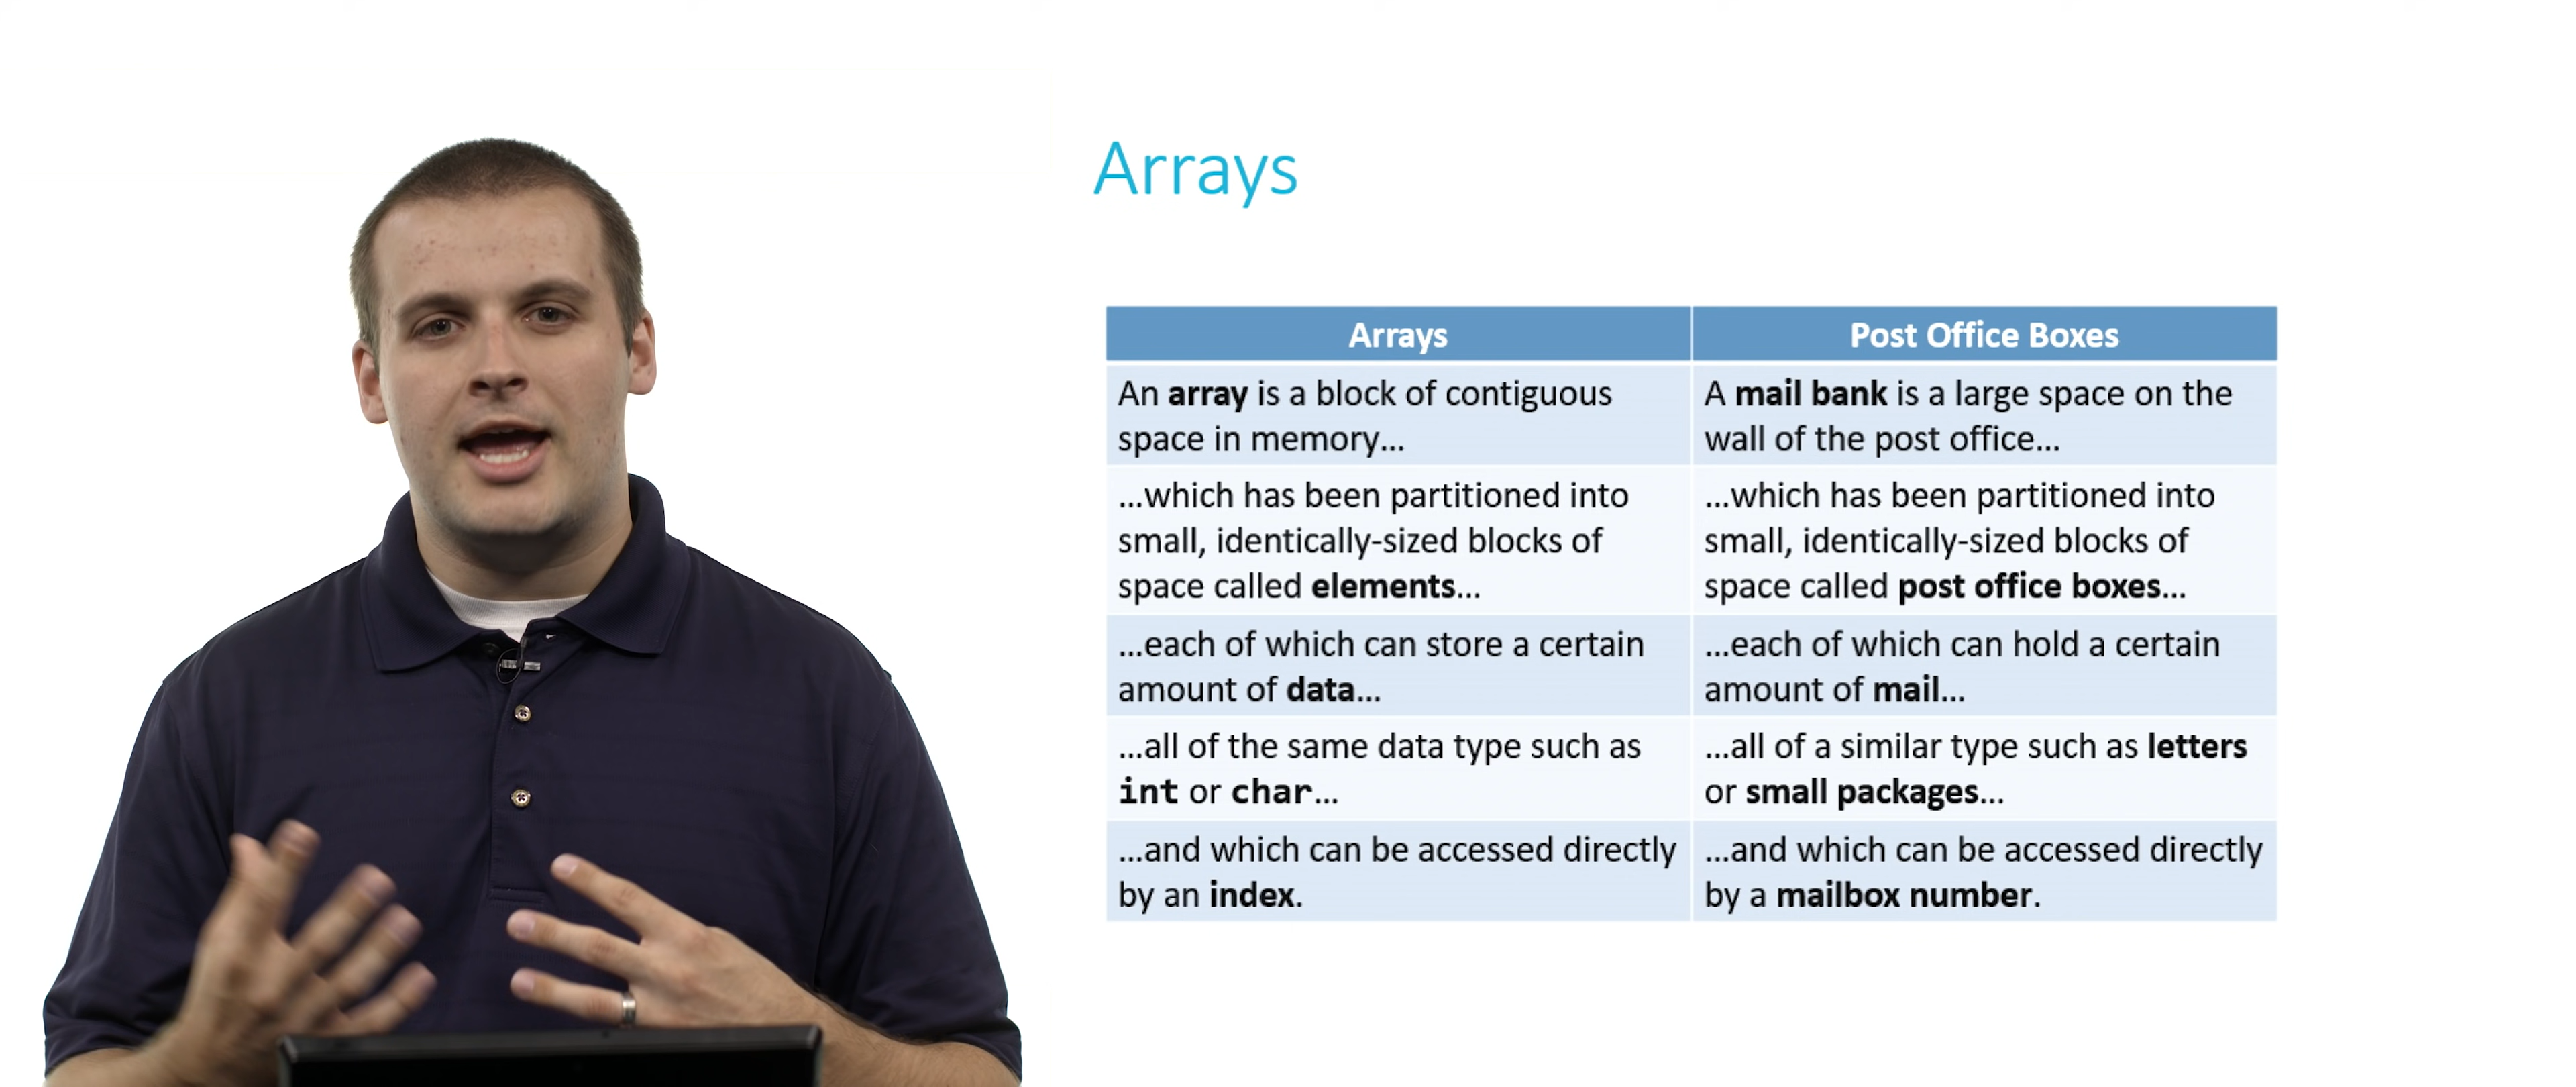 Arrays
Arrays
Post Office Boxes
An array is a block of contiguous
space in memory...
A mail bank is a large space on the
wall of the post office...
...which has been partitioned into
small, identically-sized blocks of
space called elements...
...which has been partitioned into
small, identically-sized blocks of
space called post office boxes...
...each of which can store a certain
amount of data...
...each of which can hold a certain
amount of mail...
...all of the same data type such as
int or char...
...all of a similar type such as letters
or small packages...
...and which can be accessed directly
by an index.
...and which can be accessed directly
by a mailbox number.